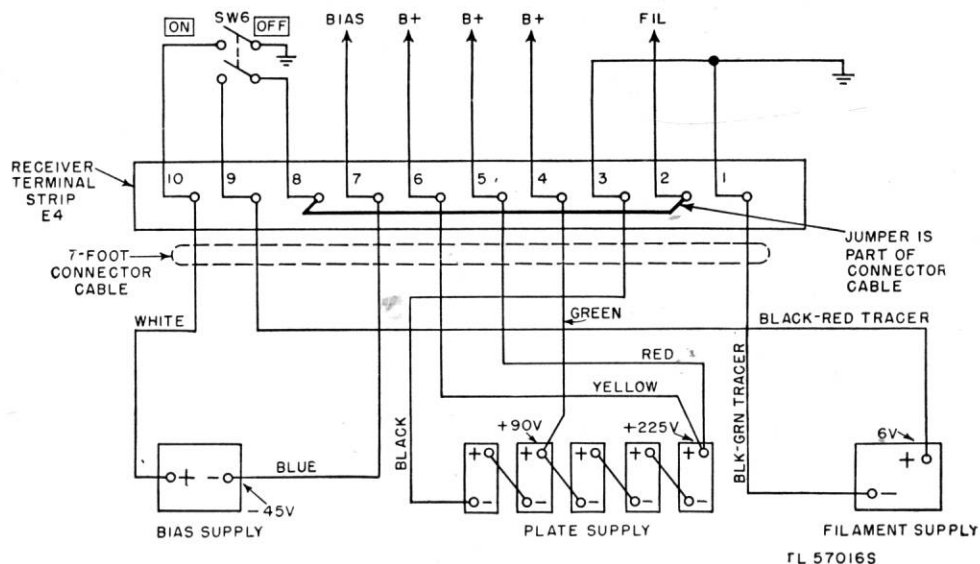 ON SW6 OFF BIAS B+ B+ B+ FIL
RECEIVER
TERMINAL
STRIP
E4
10 9 8 7 6 5 4 3 2 1
7-FOOT
CONNECTOR
CABLE
JUMPER IS
PART OF
CONNECTOR
CABLE
WHITE
GREEN
BLACK-RED TRACER
RED
YELLOW
BLACK
BLK-GRN TRACER
+90V
+225V
6V
+ -
BLUE
-45V
+ + + + +
- - - - -
+
-
BIAS SUPPLY
PLATE SUPPLY
FILAMENT SUPPLY
TL 57016S